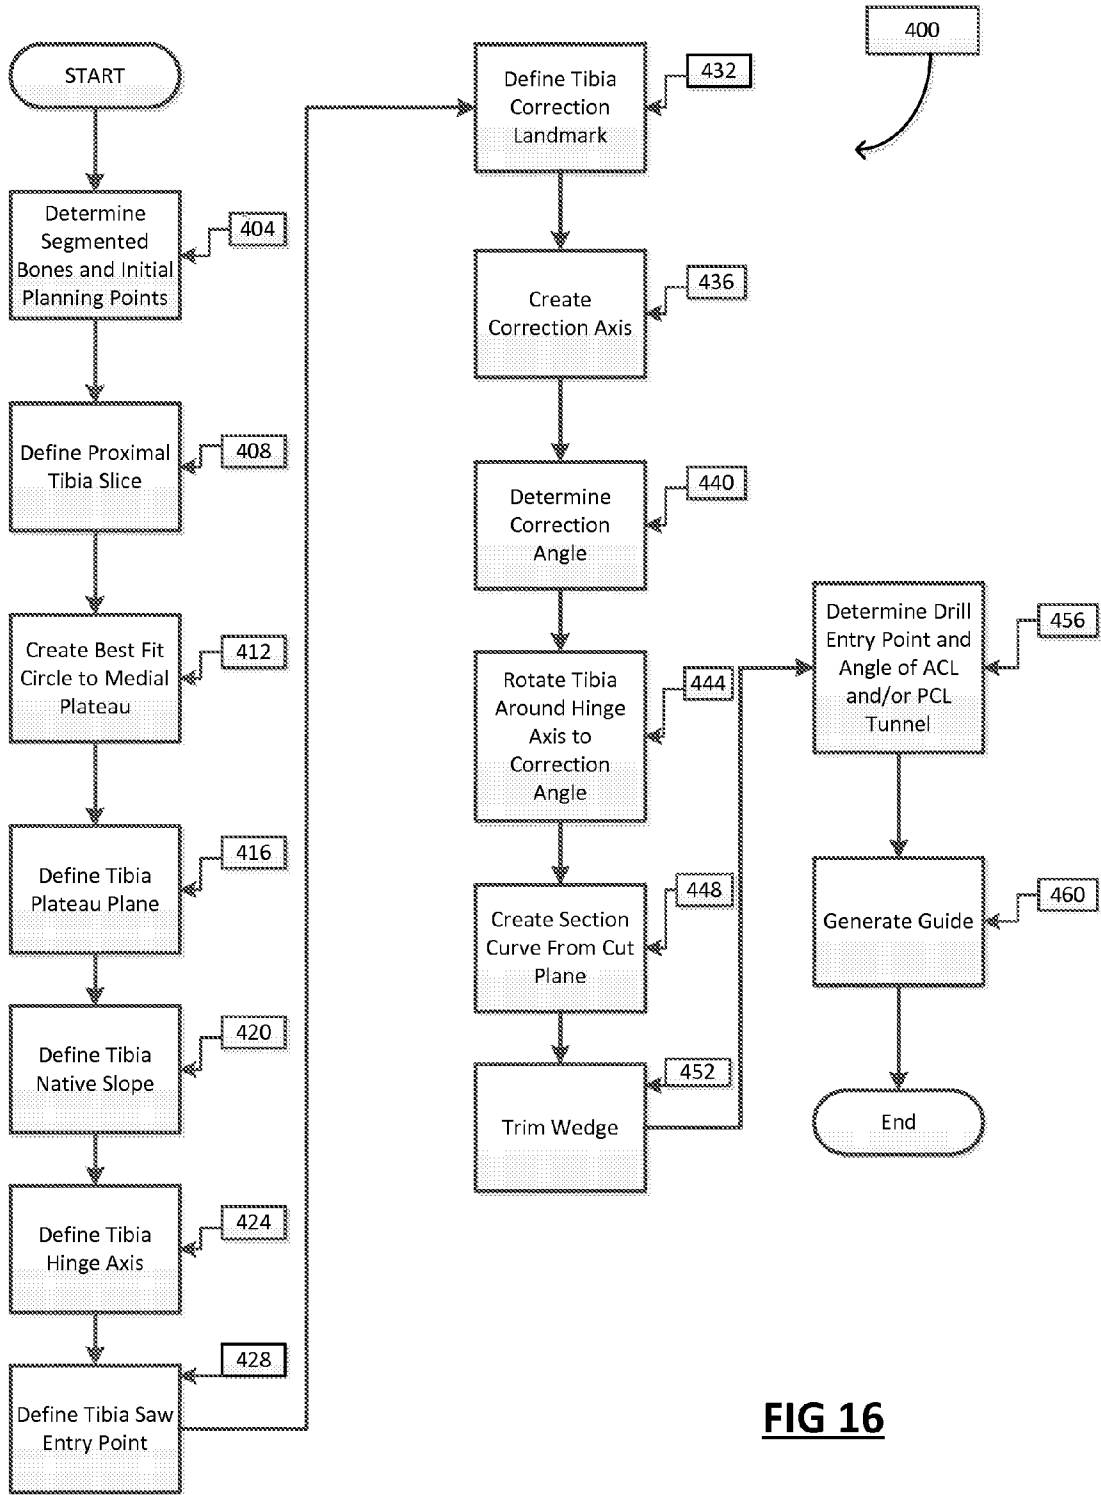 START
Determine
Segmented
Bones and Initial
Planning Points
404
Define Proximal
Tibia Slice
408
Create Best Fit
Circle to Medial
Plateau
412
Define Tibia
Plateau Plane
416
Define Tibia
Native Slope
420
Define Tibia
Hinge Axis
424
Define Tibia Saw
Entry Point
428
Define Tibia
Correction
Landmark
432
Create
Correction Axis
436
Determine
Correction
Angle
440
Rotate Tibia
Around Hinge
Axis to
Correction
Angle
444
Create Section
Curve From Cut
Plane
448
Trim Wedge
452
400
Determine Drill
Entry Point and
Angle of ACL
and/or PCL
Tunnel
456
Generate Guide
460
End
FIG 16